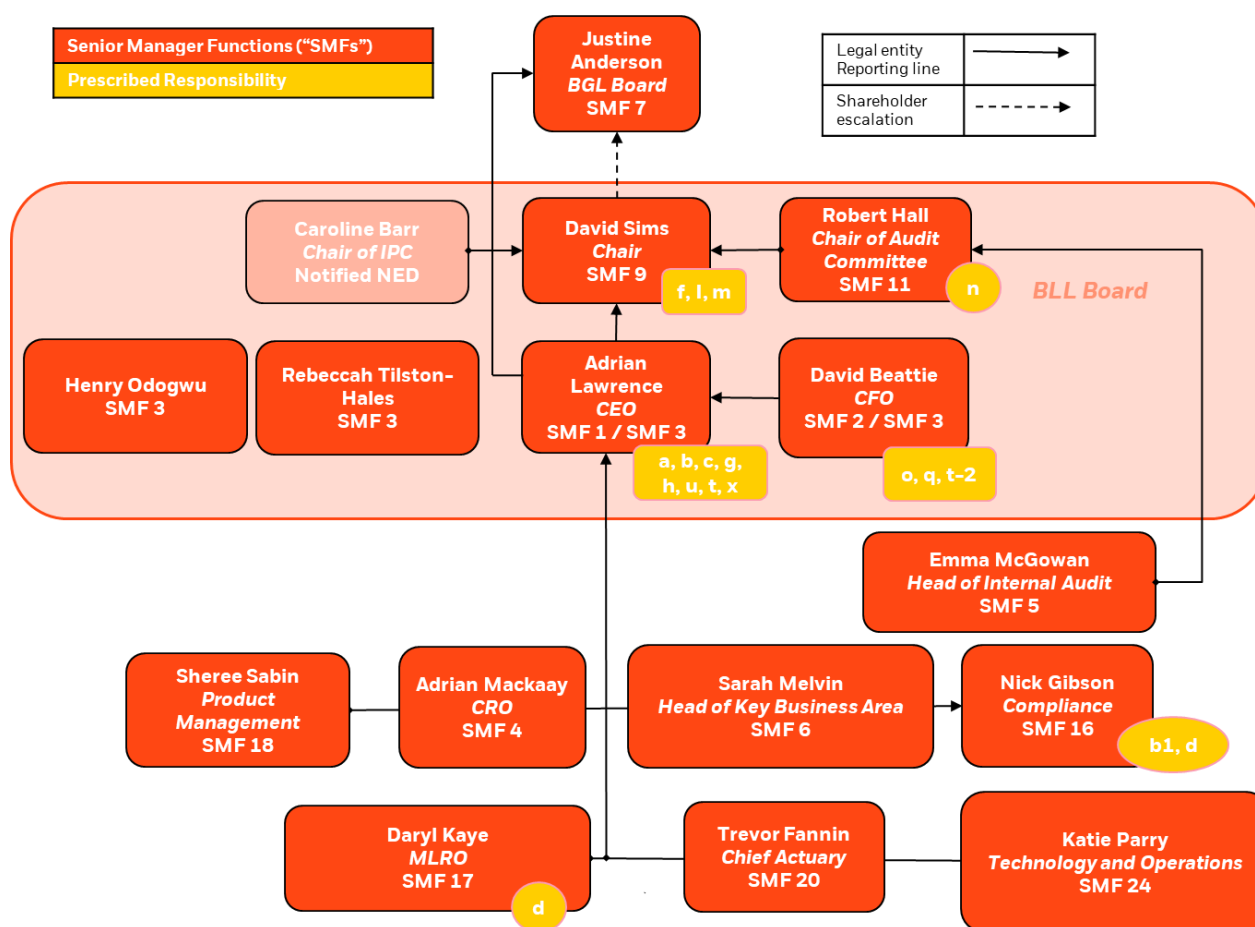 Senior Manager Functions (“SMFs”)
Prescribed Responsibility
Justine
Anderson
BGL Board
SMF 7
Legal entity
Reporting line
Shareholder
escalation
Caroline Barr
Chair of IPC
Notified NED
David Sims
Chair
SMF 9
f, l, m
Robert Hall
Chair of Audit
Committee
SMF 11
n
BLL Board
Henry Odogwu
SMF 3
Rebeccah Tilston-
Hales
SMF 3
Adrian
Lawrence
CEO
SMF 1 / SMF 3
a, b, c, g,
h, u, t, x
David Beattie
CFO
SMF 2 / SMF 3
o, q, t-2
Emma McGowan
Head of Internal Audit
SMF 5
Sheree Sabin
Product
Management
SMF 18
Adrian Mackaay
CRO
SMF 4
Sarah Melvin
Head of Key Business Area
SMF 6
Nick Gibson
Compliance
SMF 16
b1, d
Daryl Kaye
MLRO
SMF 17
d
Trevor Fannin
Chief Actuary
SMF 20
Katie Parry
Technology and Operations
SMF 24